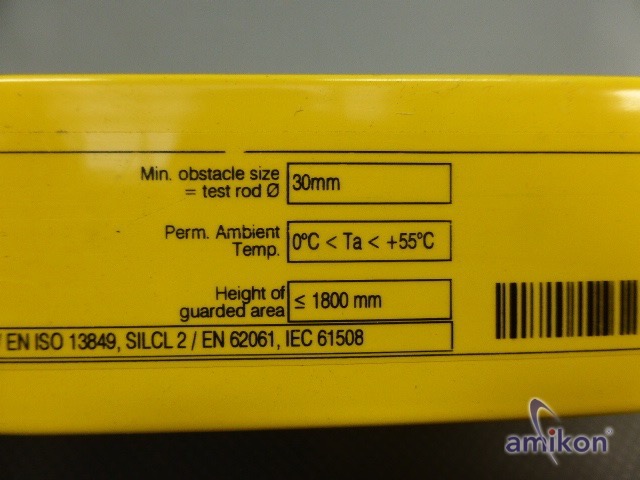 Min. obstacle size
= test rod Ø
30mm
Perm. Ambient
Temp.
0°C < Ta < +55°C
Height of
guarded area
≤ 1800 mm
/ EN ISO 13849, SILCL 2 / EN 62061, IEC 61508
amikon®